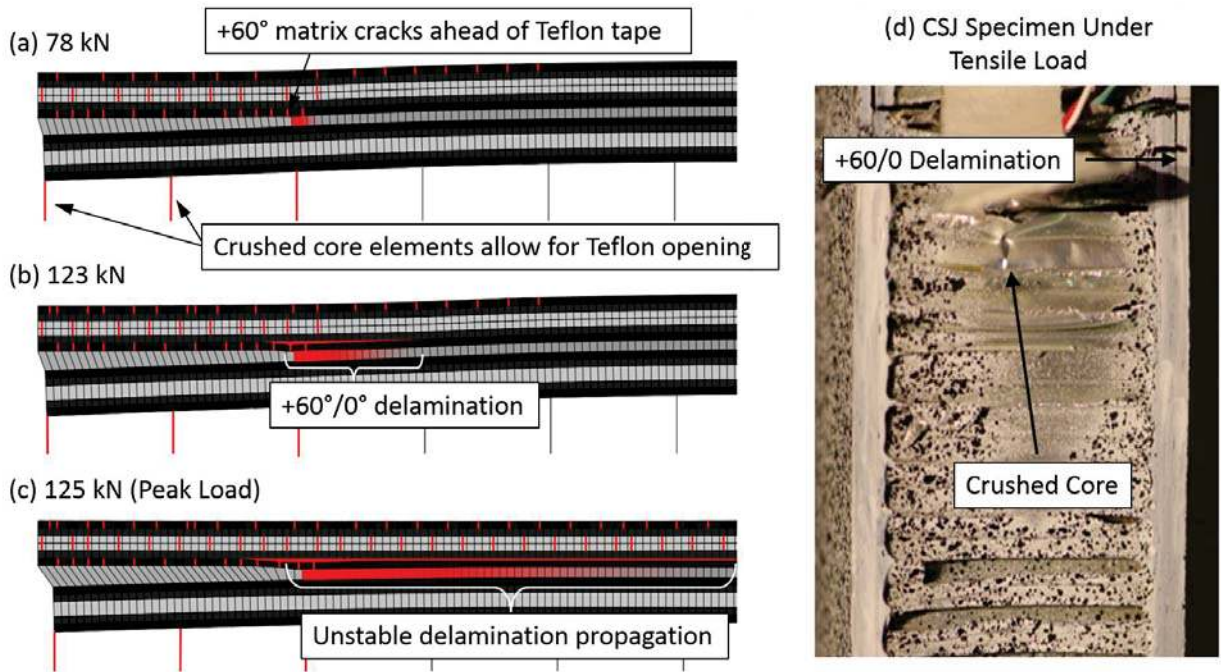 (a) 78 kN
+60° matrix cracks ahead of Teflon tape
Crushed core elements allow for Teflon opening
(b) 123 kN
+60°/0° delamination
(c) 125 kN (Peak Load)
Unstable delamination propagation
(d) CSJ Specimen Under
Tensile Load
+60/0 Delamination
Crushed Core